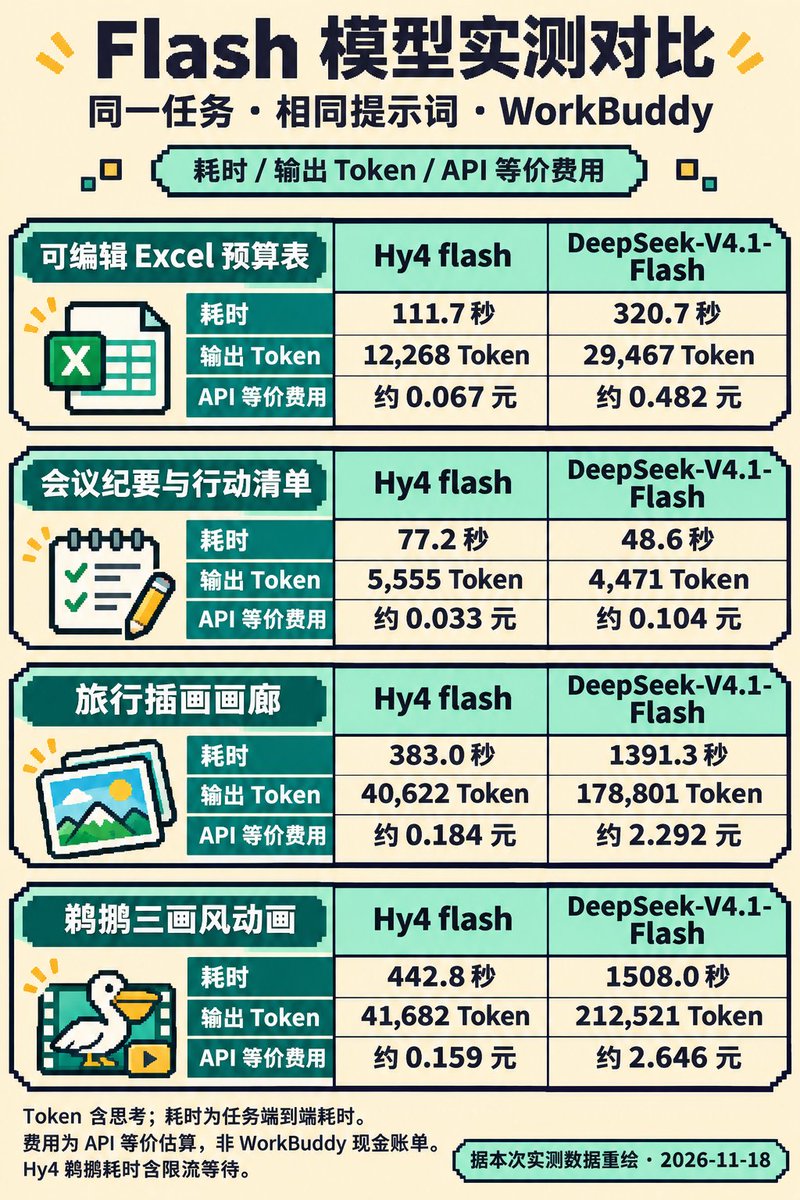 Flash 模型实测对比
同一任务・相同提示词・WorkBuddy
耗时 / 输出 Token / API 等价费用
可编辑 Excel 预算表 Hy4 flash DeepSeek-V4.1-Flash
耗时 111.7 秒 320.7 秒
输出 Token 12,268 Token 29,467 Token
API 等价费用 约 0.067 元 约 0.482 元
会议纪要与行动清单 Hy4 flash DeepSeek-V4.1-Flash
耗时 77.2 秒 48.6 秒
输出 Token 5,555 Token 4,471 Token
API 等价费用 约 0.033 元 约 0.104 元
旅行插画画廊 Hy4 flash DeepSeek-V4.1-Flash
耗时 383.0 秒 1391.3 秒
输出 Token 40,622 Token 178,801 Token
API 等价费用 约 0.184 元 约 2.292 元
鹈鹕三画风动画 Hy4 flash DeepSeek-V4.1-Flash
耗时 442.8 秒 1508.0 秒
输出 Token 41,682 Token 212,521 Token
API 等价费用 约 0.159 元 约 2.646 元
Token 含思考；耗时为任务端到端耗时。
费用为 API 等价估算，非 WorkBuddy 现金账单。
Hy4 鹈鹕耗时含限流等待。
据本次实测数据重绘・2026-11-18